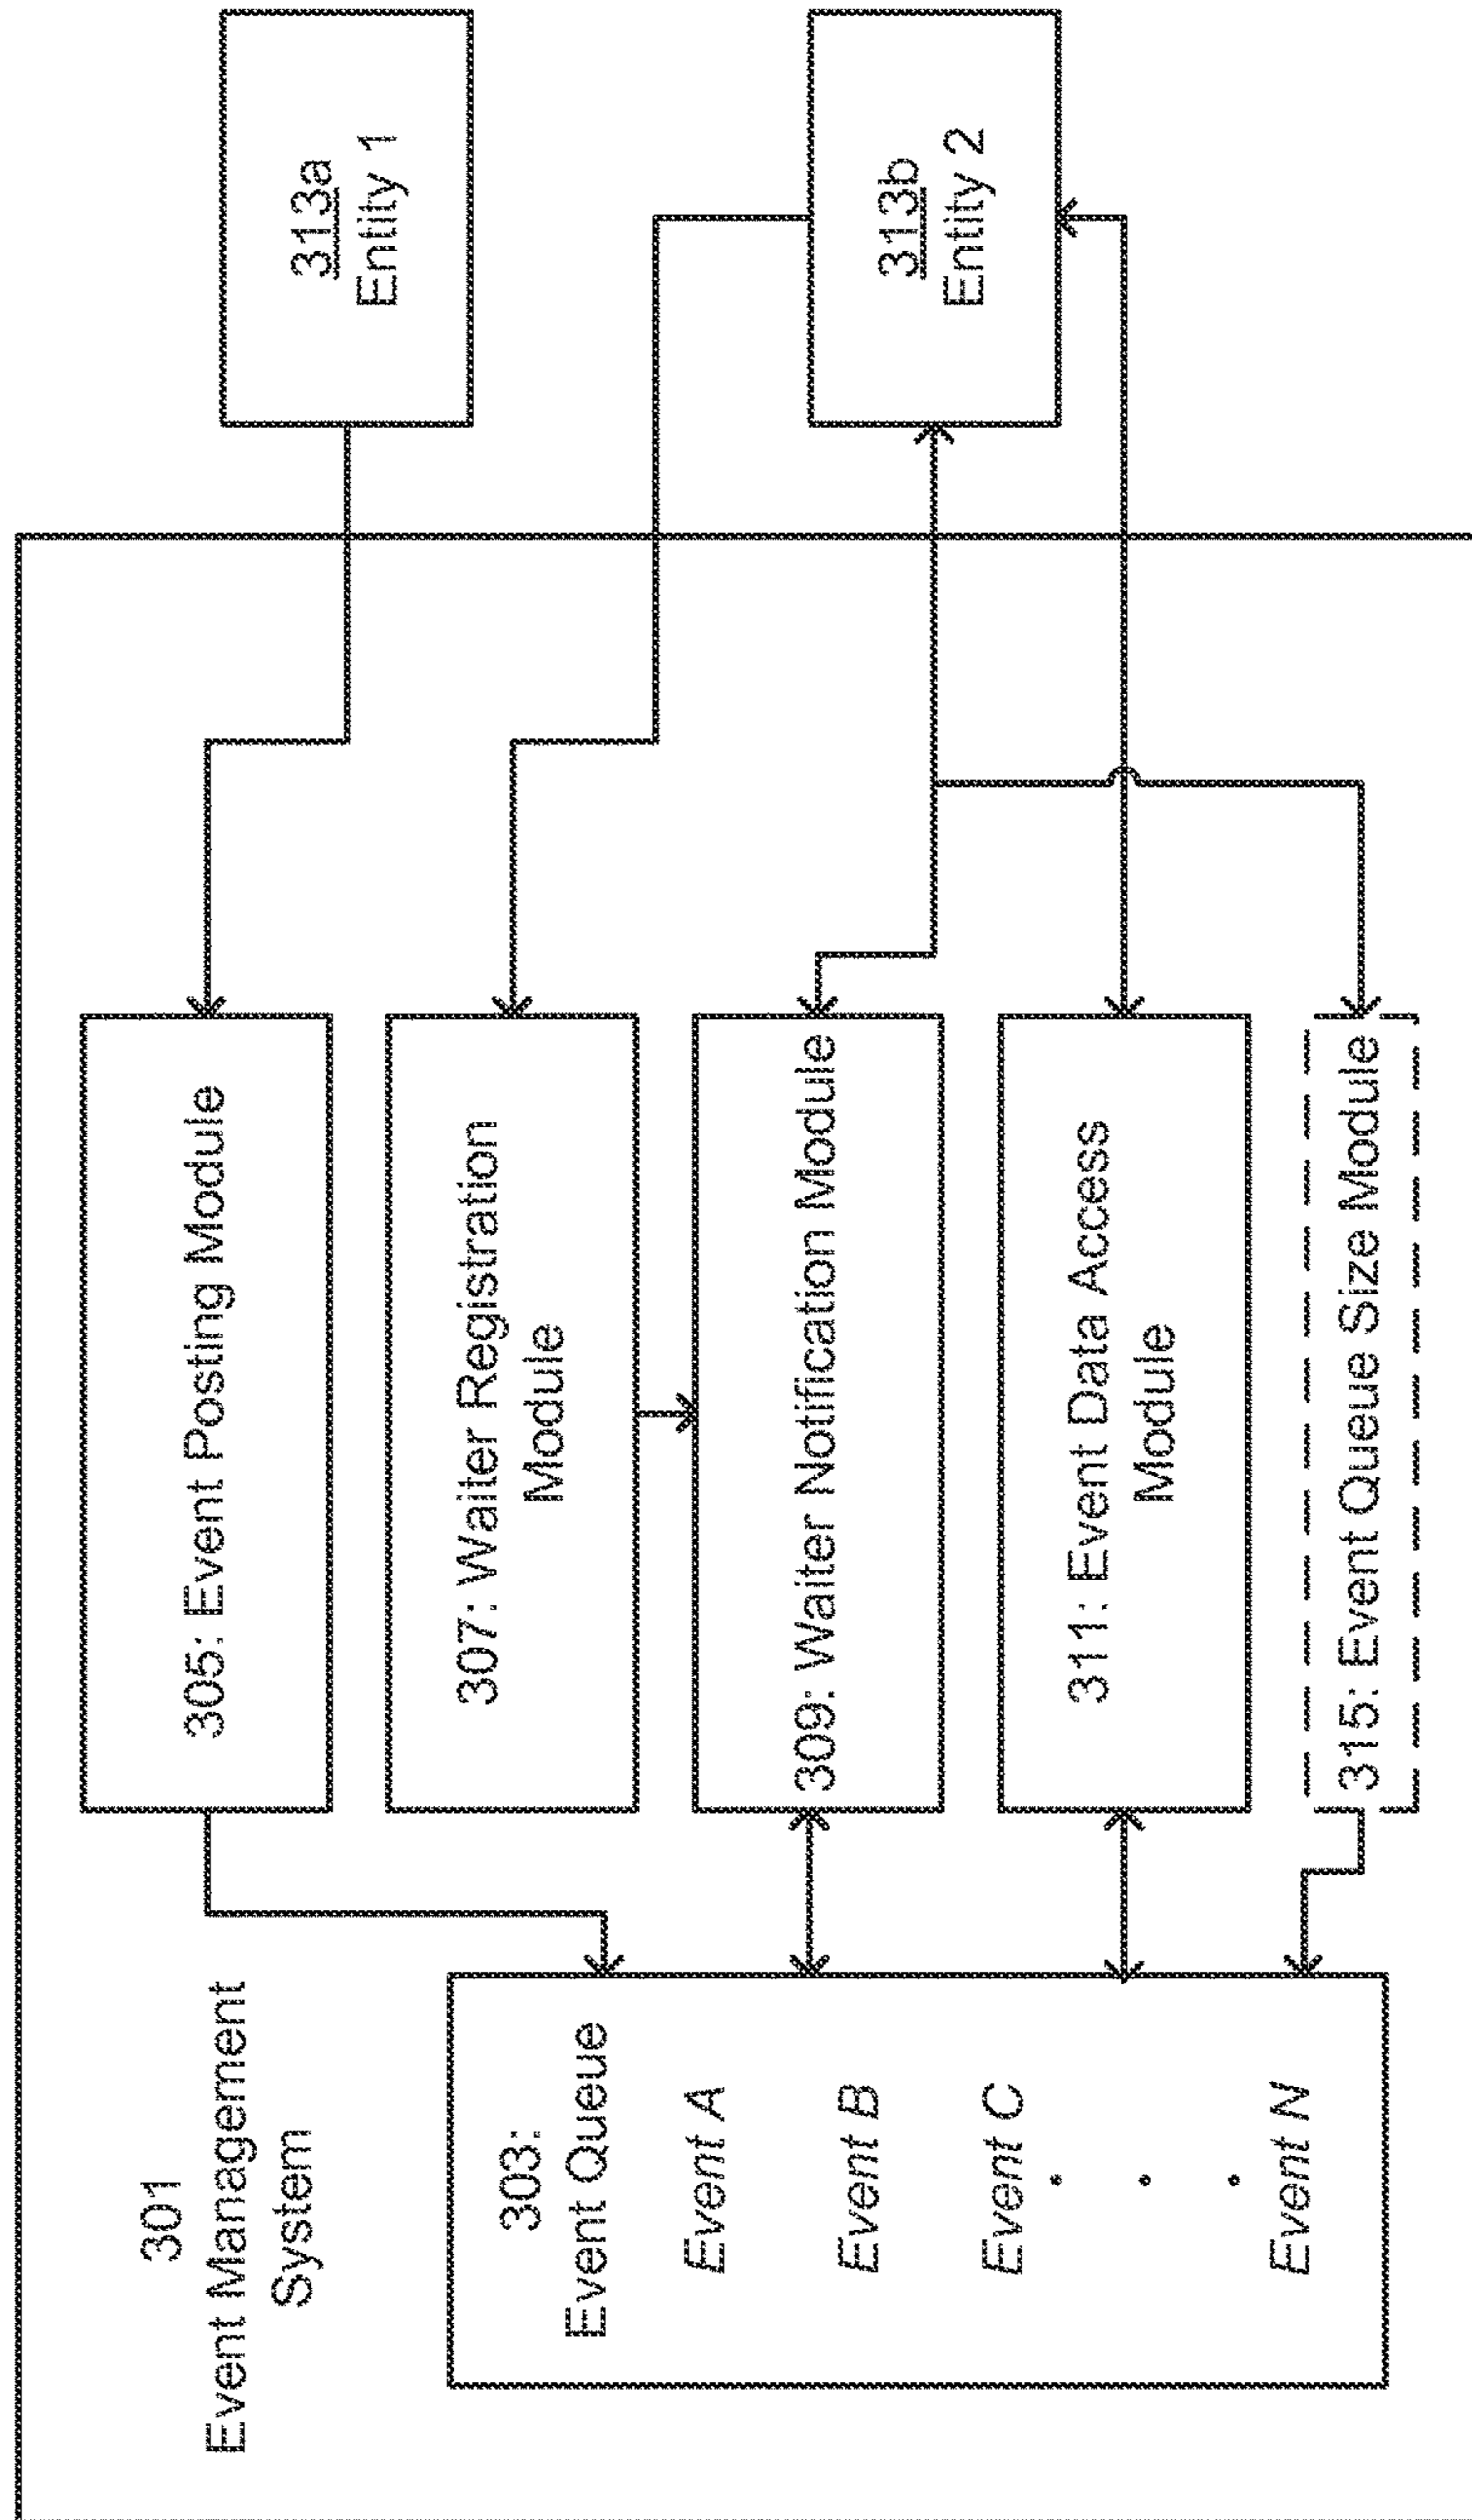 301
Event Management
System
303:
Event Queue
Event A
Event B
Event C
.
.
.
Event N
305: Event Posting Module
307: Waiter Registration
Module
309: Waiter Notification Module
311: Event Data Access
Module
315: Event Queue Size Module
313a
Entity 1
313b
Entity 2